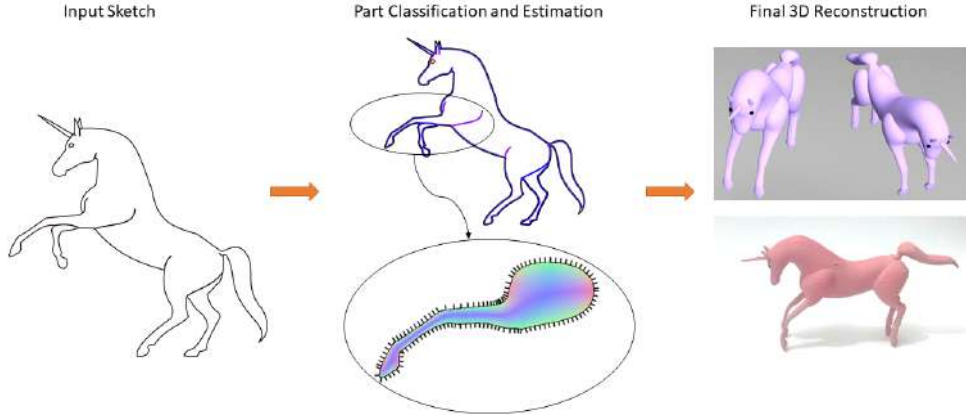 Input Sketch
Part Classification and Estimation
Final 3D Reconstruction